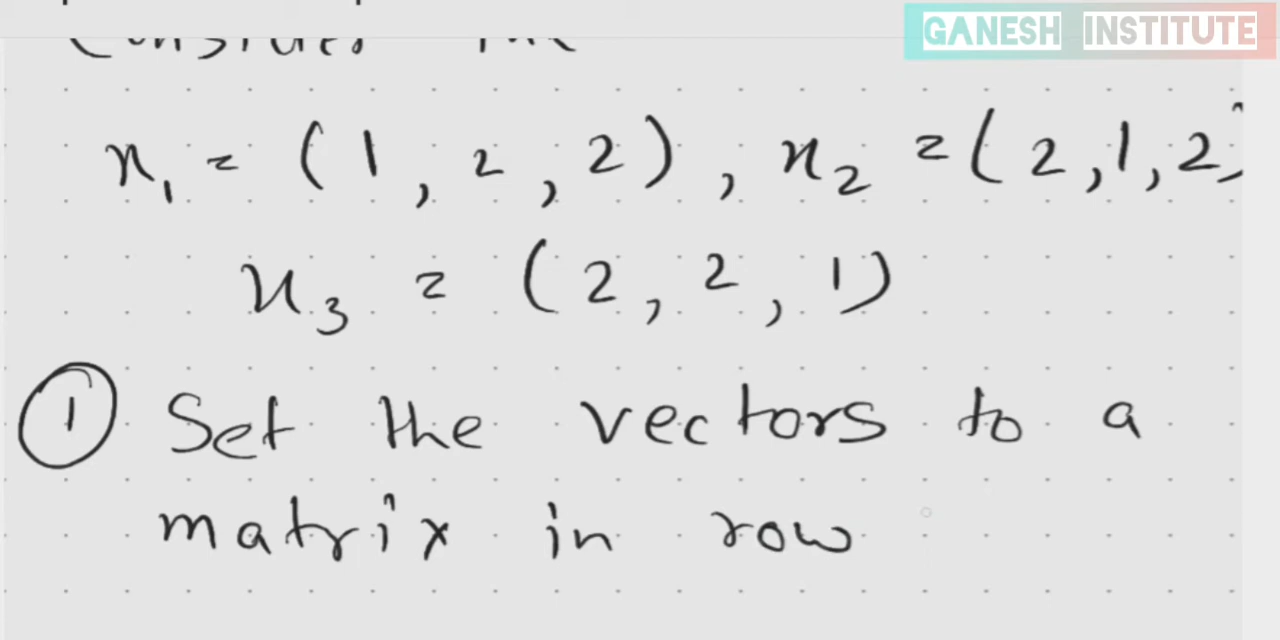 GANESH INSTITUTE
x₁ = (1, 2, 2), x₂ = (2, 1, 2)
x₃ = (2, 2, 1)
① Set the vectors to a
matrix in row